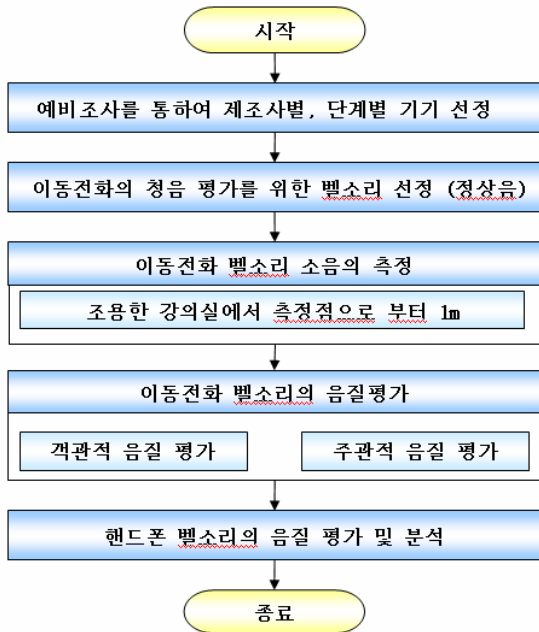 시작
예비조사를 통하여 제조사별, 단계별 기기 선정
이동전화의 청음 평가를 위한 벨소리 선정 (정상음)
이동전화 벨소리 소음의 측정
조용한 강의실에서 측정점으로 부터 1m
이동전화 벨소리의 음질평가
객관적 음질 평가
주관적 음질 평가
핸드폰 벨소리의 음질 평가 및 분석
종료